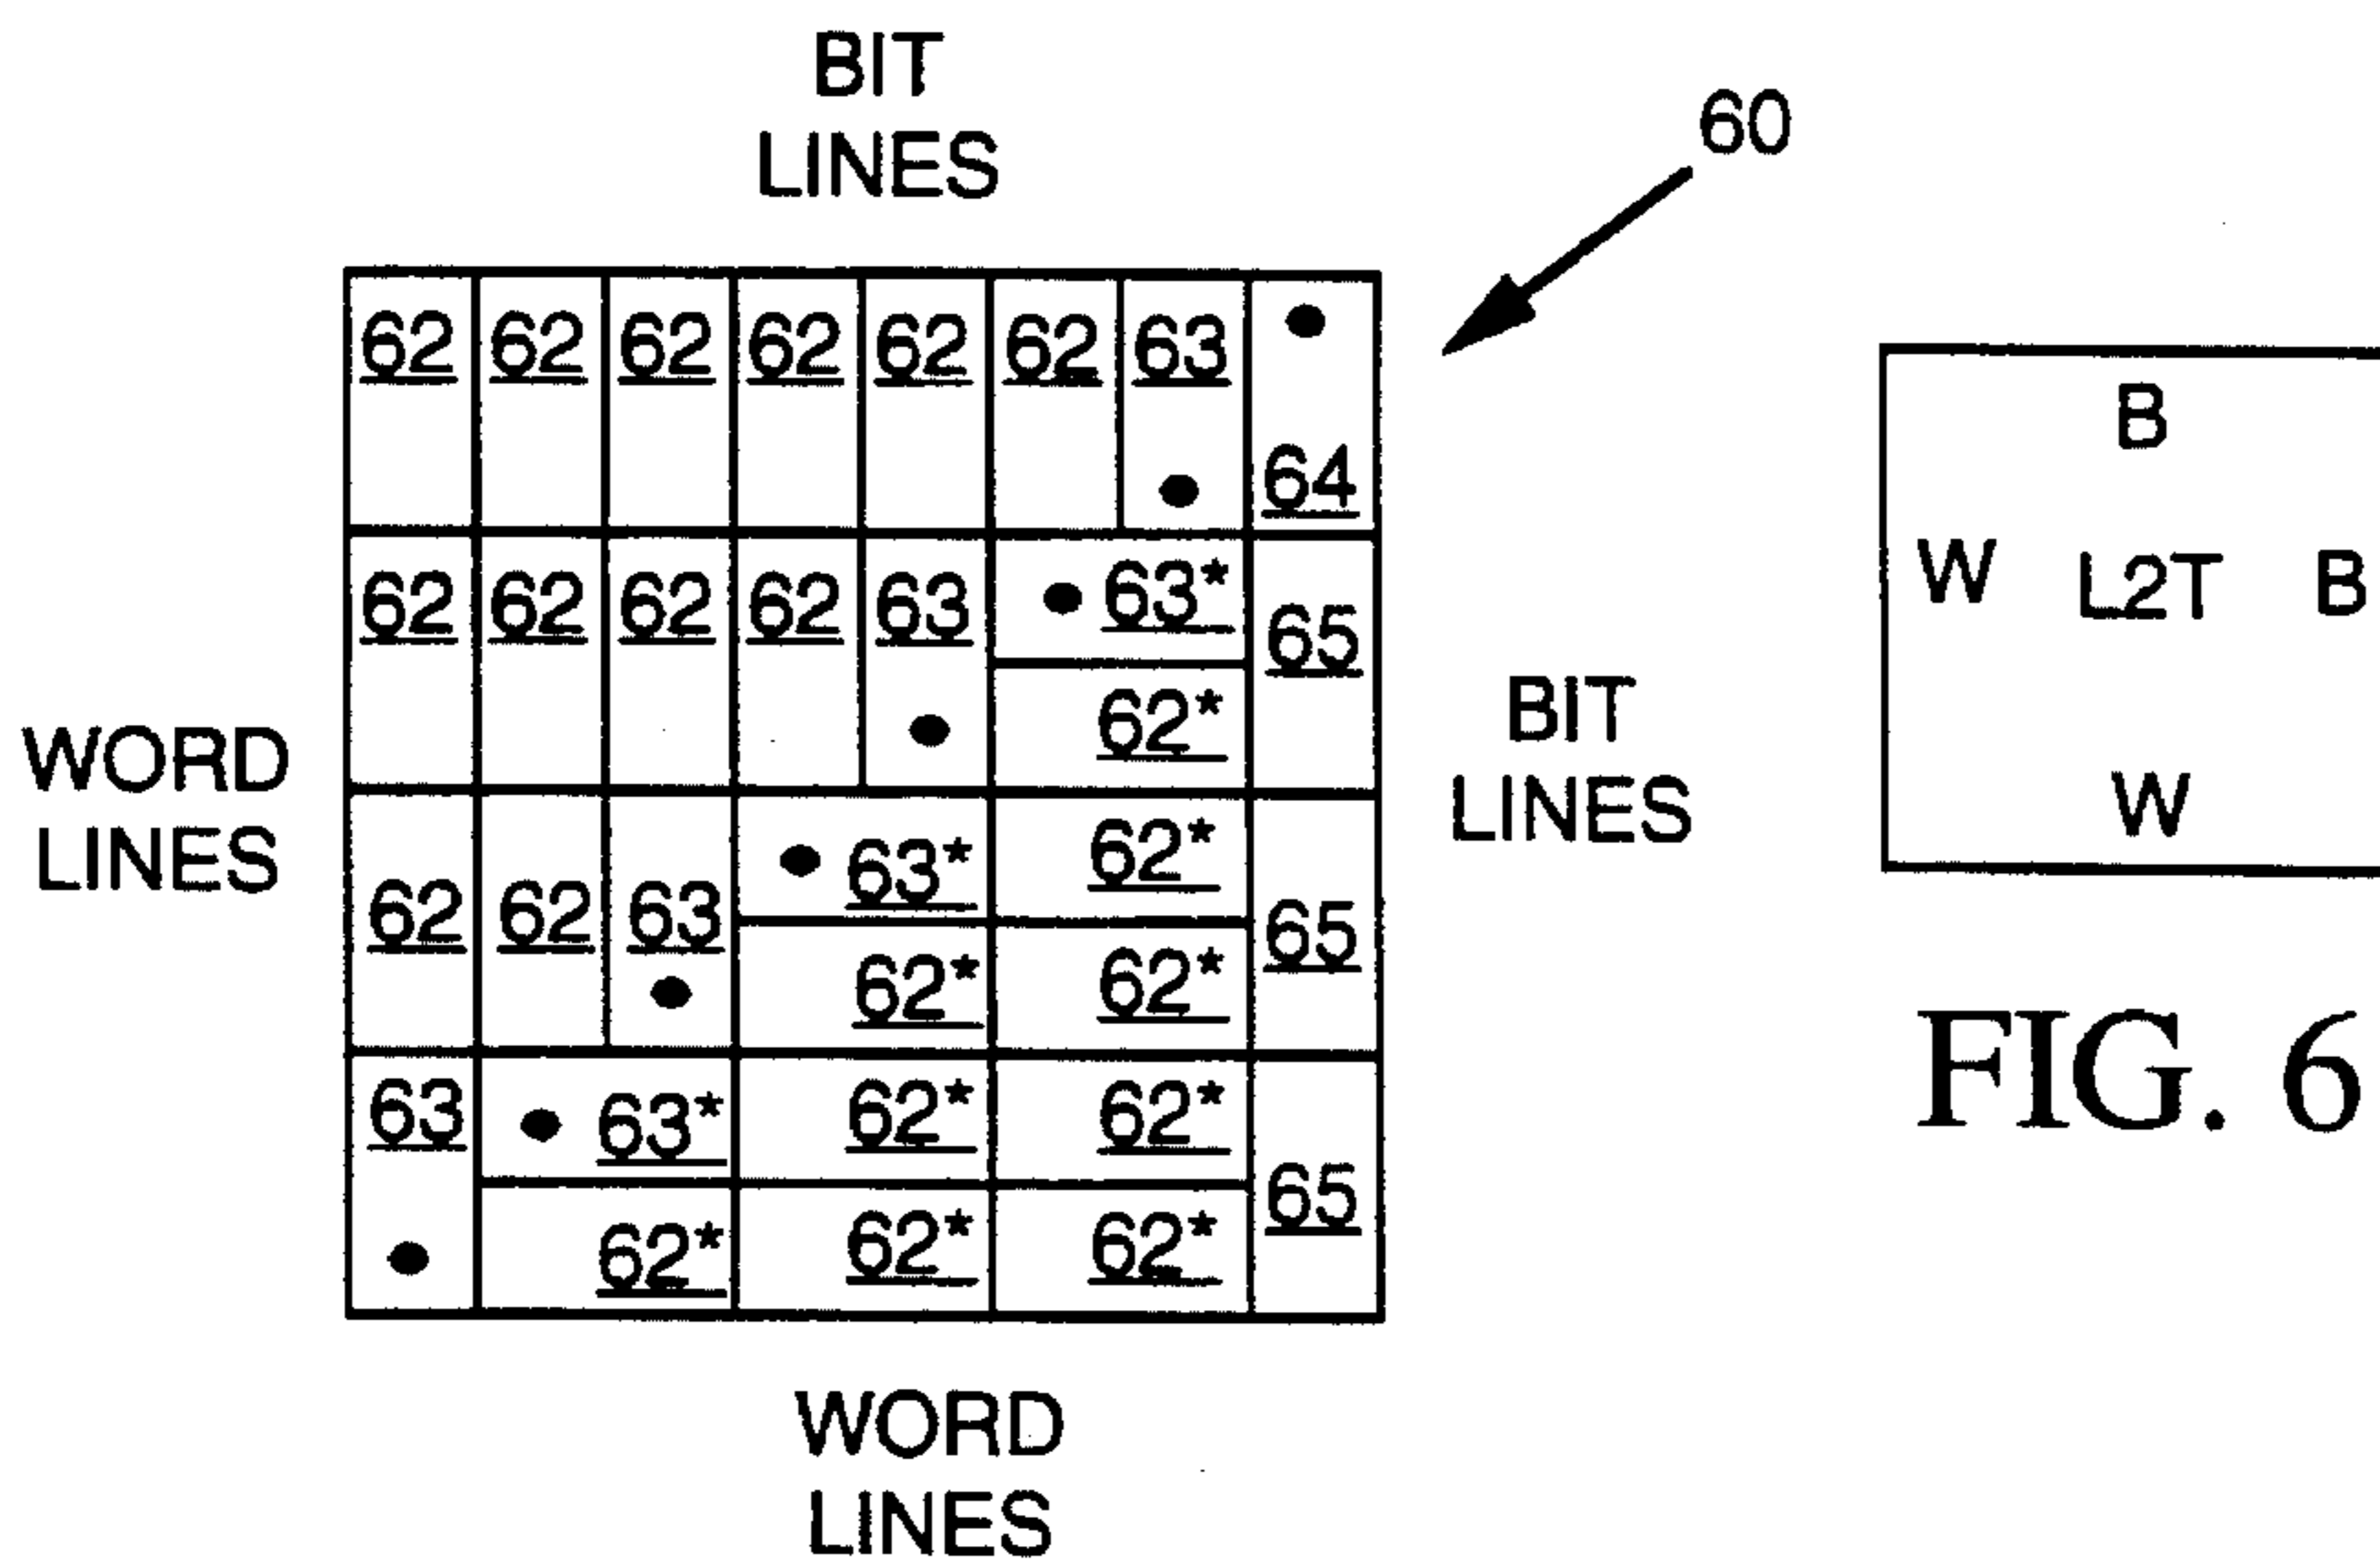 BIT
LINES
60
62 62 62 62 62 62 63
64
62 62 62 62 63 63* 65
62*
WORD
LINES
BIT
LINES
62 62 63 63* 62* 65
62* 62*
63 63* 62* 62* 65
62* 62* 62*
WORD
LINES
B
W L2T B
W
FIG. 6